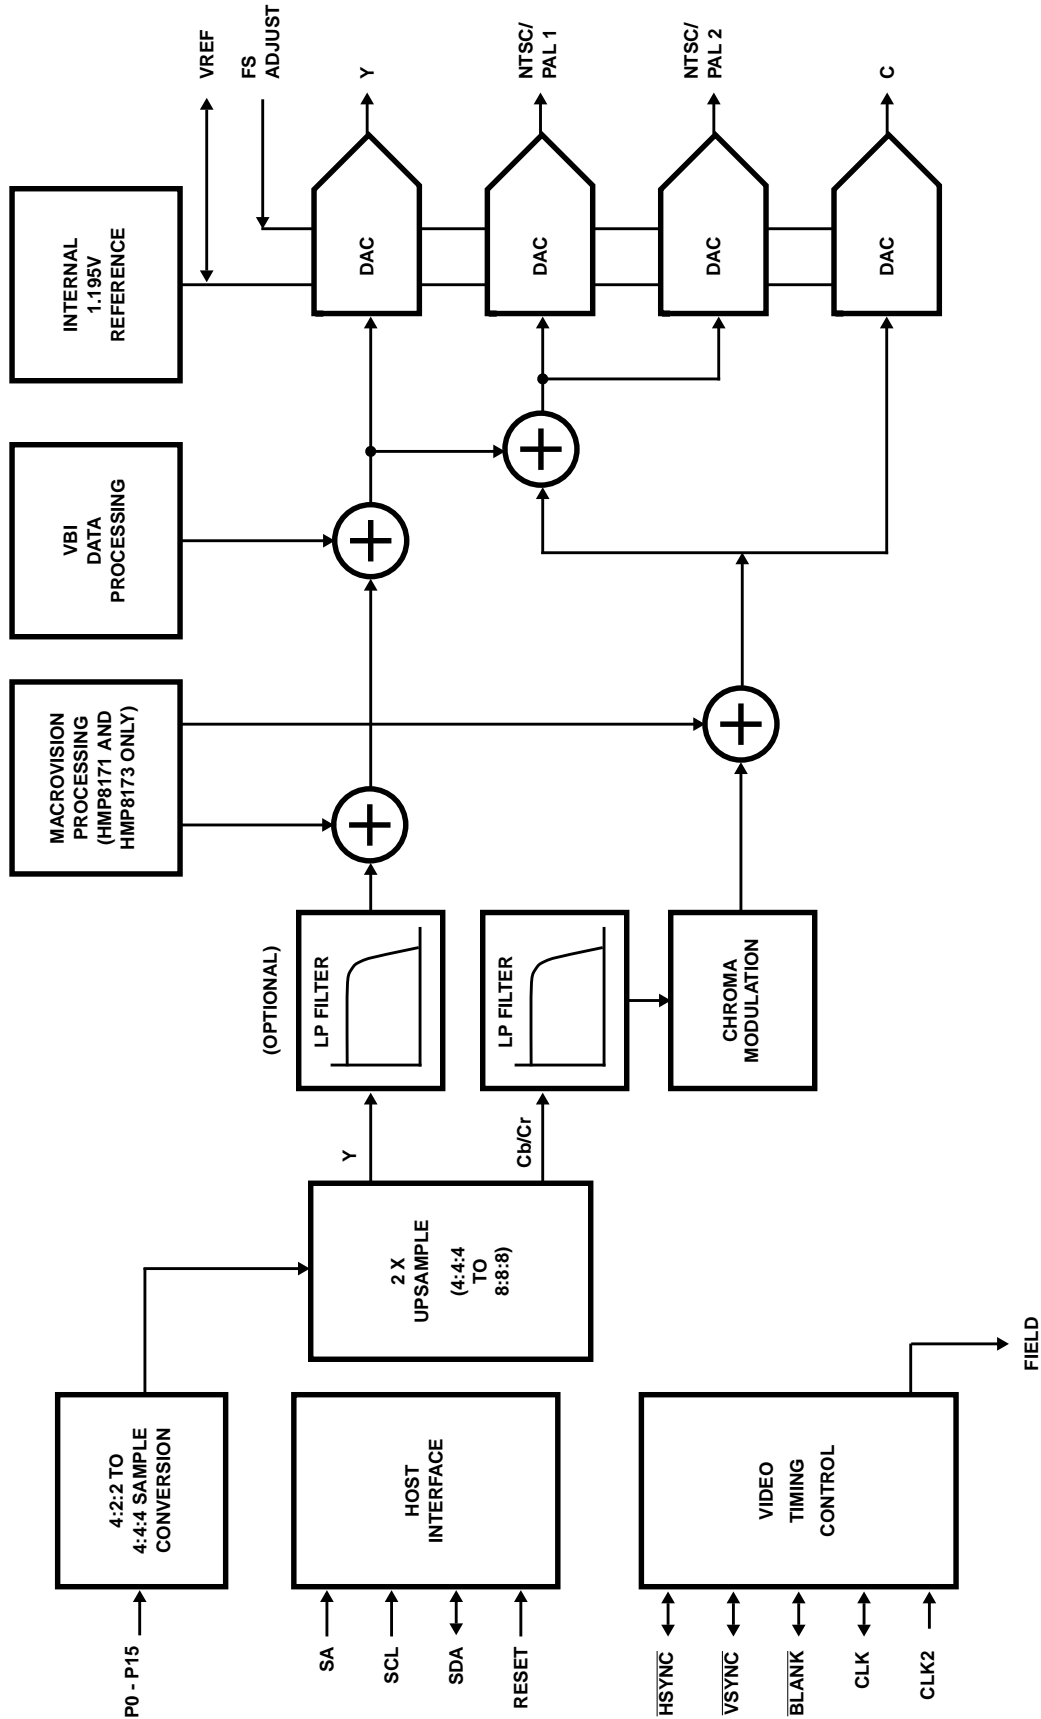 P0 - P15
4:2:2 TO
4:4:4 SAMPLE
CONVERSION
SA
SCL
SDA
RESET
HOST
INTERFACE
HSYNC
VSYNC
BLANK
CLK
CLK2
VIDEO
TIMING
CONTROL
FIELD
2 X
UPSAMPLE
(4:4:4
TO
8:8:8)
Y
Cb/Cr
(OPTIONAL)
LP FILTER
LP FILTER
CHROMA
MODULATION
MACROVISION
PROCESSING
(HMP8171 AND
HMP8173 ONLY)
VBI
DATA
PROCESSING
INTERNAL
1.195V
REFERENCE
VREF
FS
ADJUST
DAC
Y
DAC
NTSC/
PAL 1
DAC
NTSC/
PAL 2
DAC
C